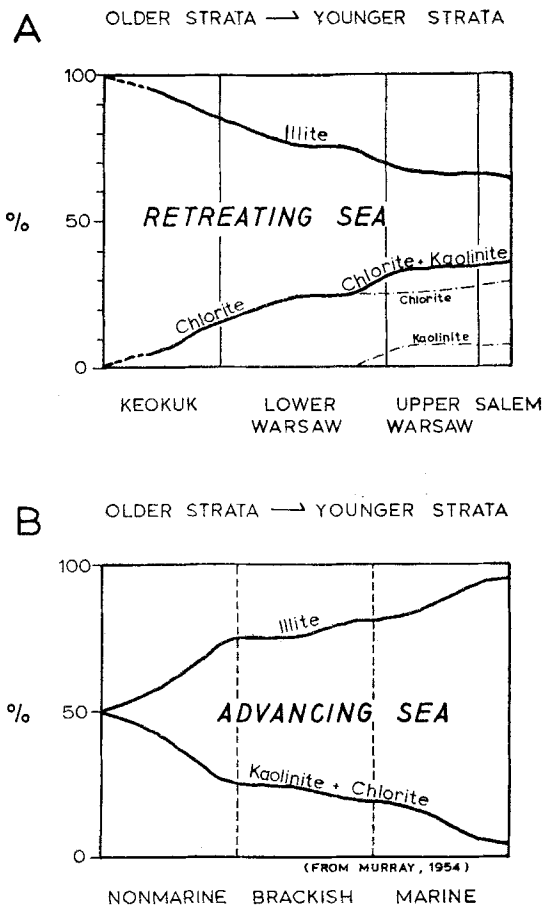 A
OLDER STRATA → YOUNGER STRATA
100
Illite
% 50 RETREATING SEA
Chlorite + Kaolinite
Chlorite
Chlorite
Kaolinite
0
KEOKUK LOWER WARSAW UPPER WARSAW SALEM
B
OLDER STRATA → YOUNGER STRATA
100
Illite
% 50 ADVANCING SEA
Kaolinite + Chlorite
0
(FROM MURRAY, 1954)
NONMARINE BRACKISH MARINE